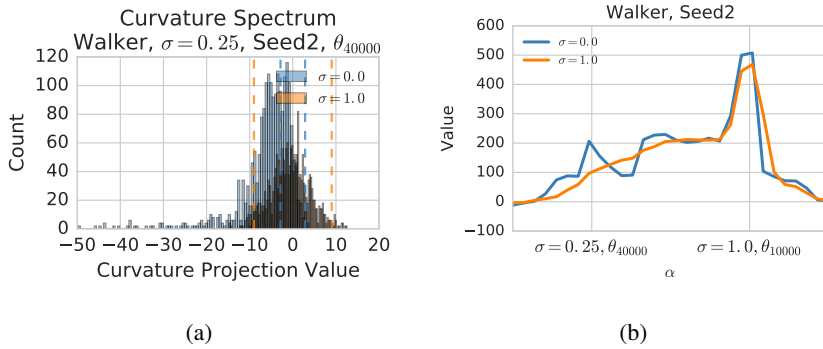 Curvature Spectrum
Walker, σ = 0.25, Seed2, θ40000
120
100
80
60
40
20
0
Count
σ = 0.0
σ = 1.0
−50 −40 −30 −20 −10 0 10 20
Curvature Projection Value
(a)
Walker, Seed2
600
500
400
300
200
100
0
−100
Value
σ = 0.0
σ = 1.0
σ = 0.25, θ40000 σ = 1.0, θ10000
α
(b)